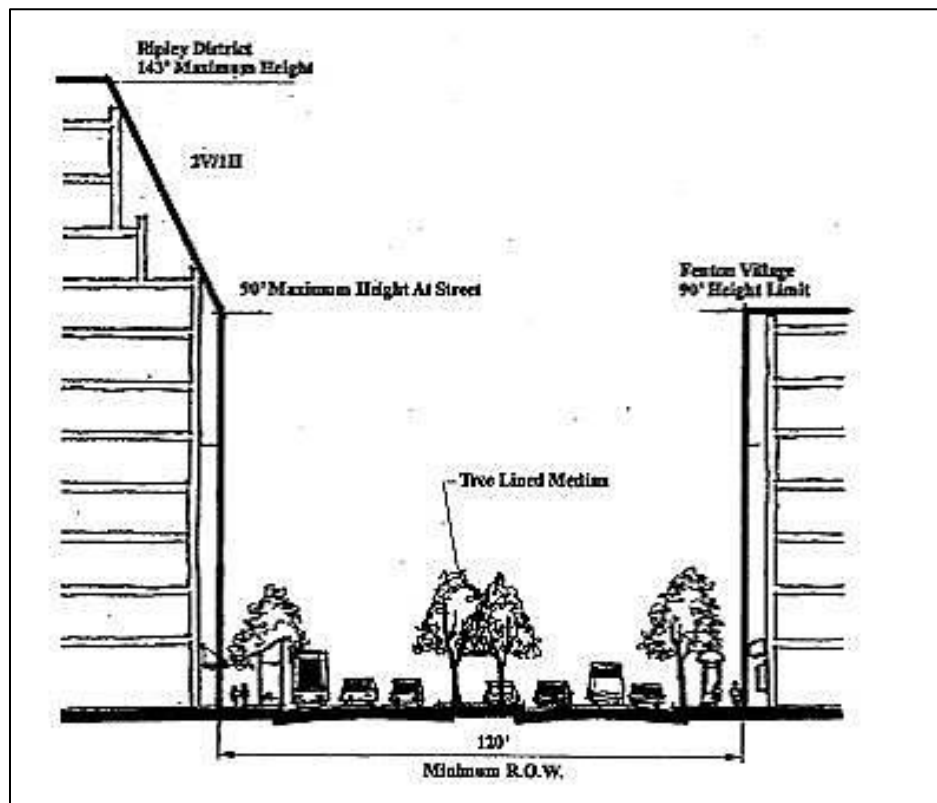 Ripley District
143' Maximum Height
2V/1H
90' Maximum Height At Street
Fenton Village
90' Height Limit
Tree Lined Median
120'
Minimum R.O.W.